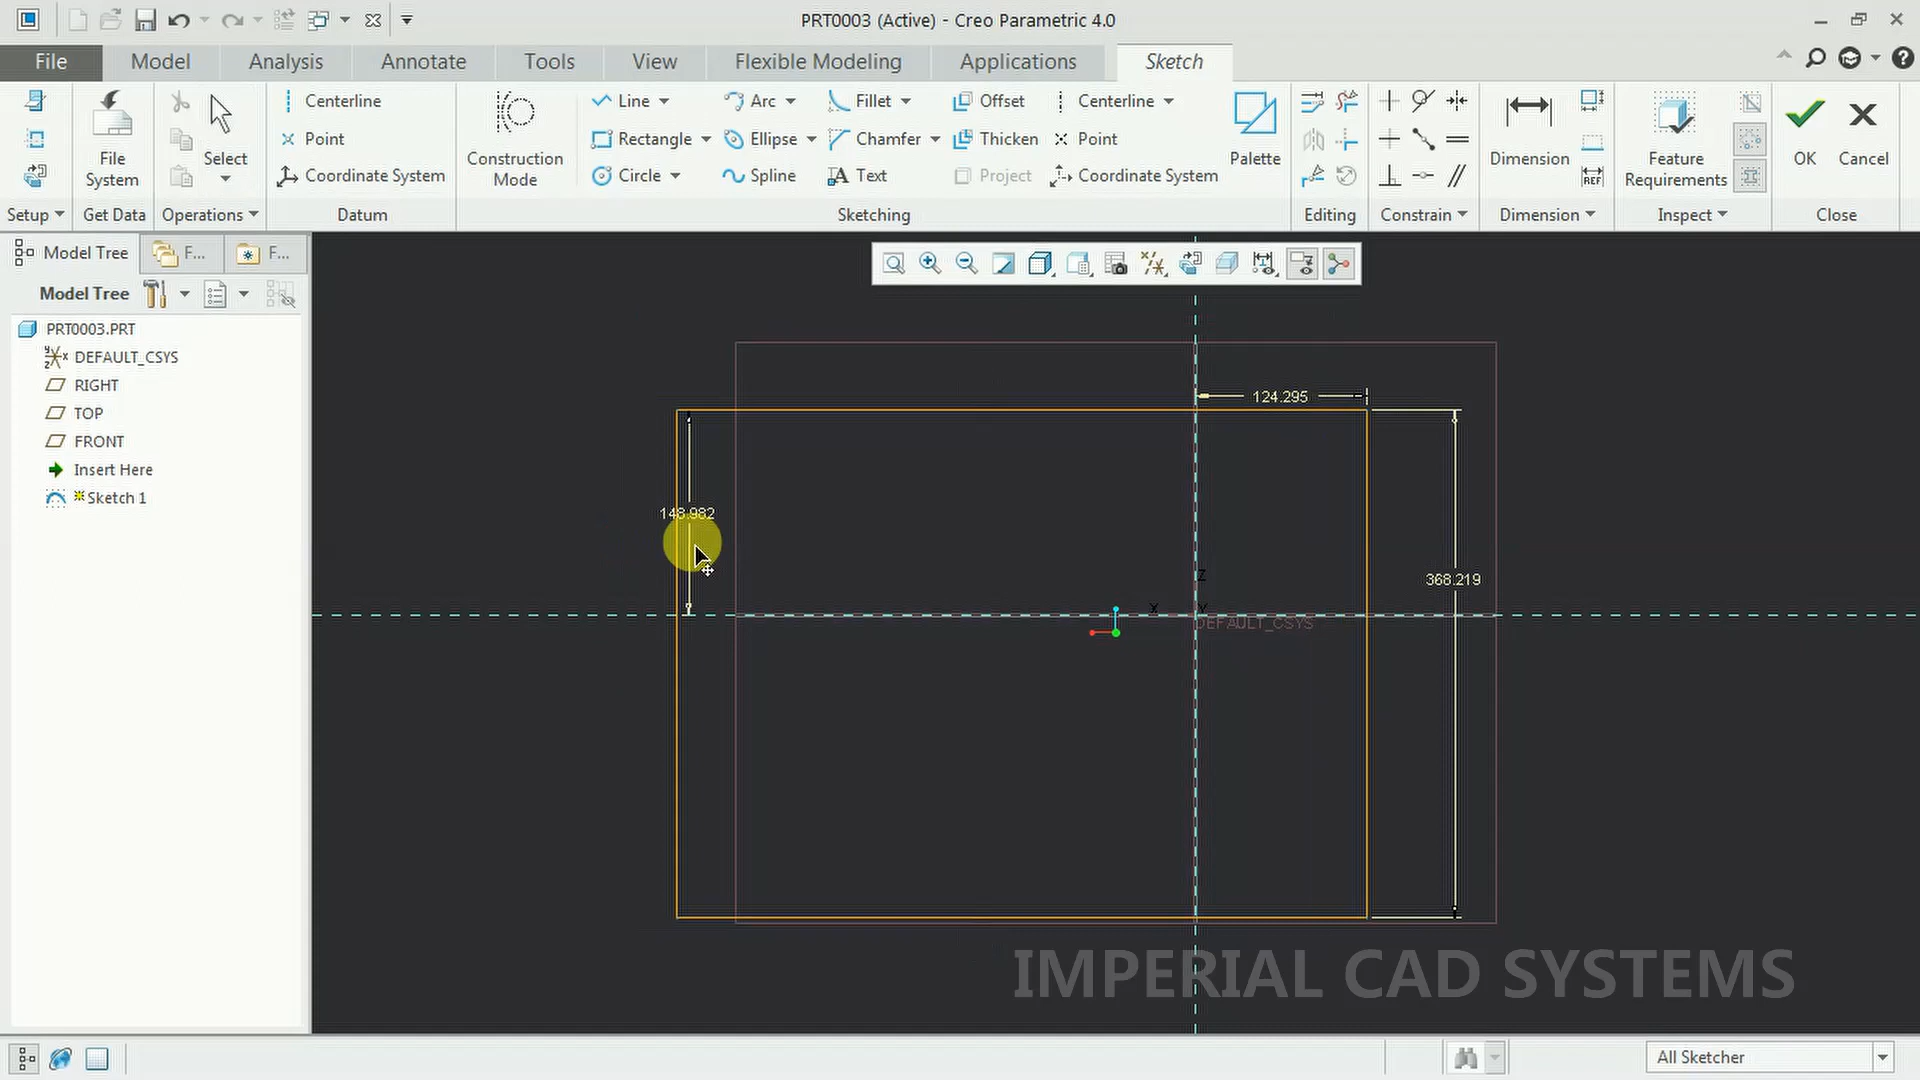 PRT0003 (Active) - Creo Parametric 4.0
File Model Analysis Annotate Tools View Flexible Modeling Applications Sketch
Centerline Line Arc Fillet Offset Centerline
Point Rectangle Ellipse Chamfer Thicken Point
File System Select Construction Mode Palette Dimension Feature Requirements OK Cancel
Coordinate System Circle Spline Text Project Coordinate System
REF
Setup Get Data Operations Datum Sketching Editing Constrain Dimension Inspect Close
Model Tree F... F...
Model Tree
PRT0003.PRT
DEFAULT_CSYS
RIGHT
TOP
FRONT
Insert Here
Sketch 1
124.295
148.982
368.219
Z
X Y
DEFAULT_CSYS
IMPERIAL CAD SYSTEMS
All Sketcher